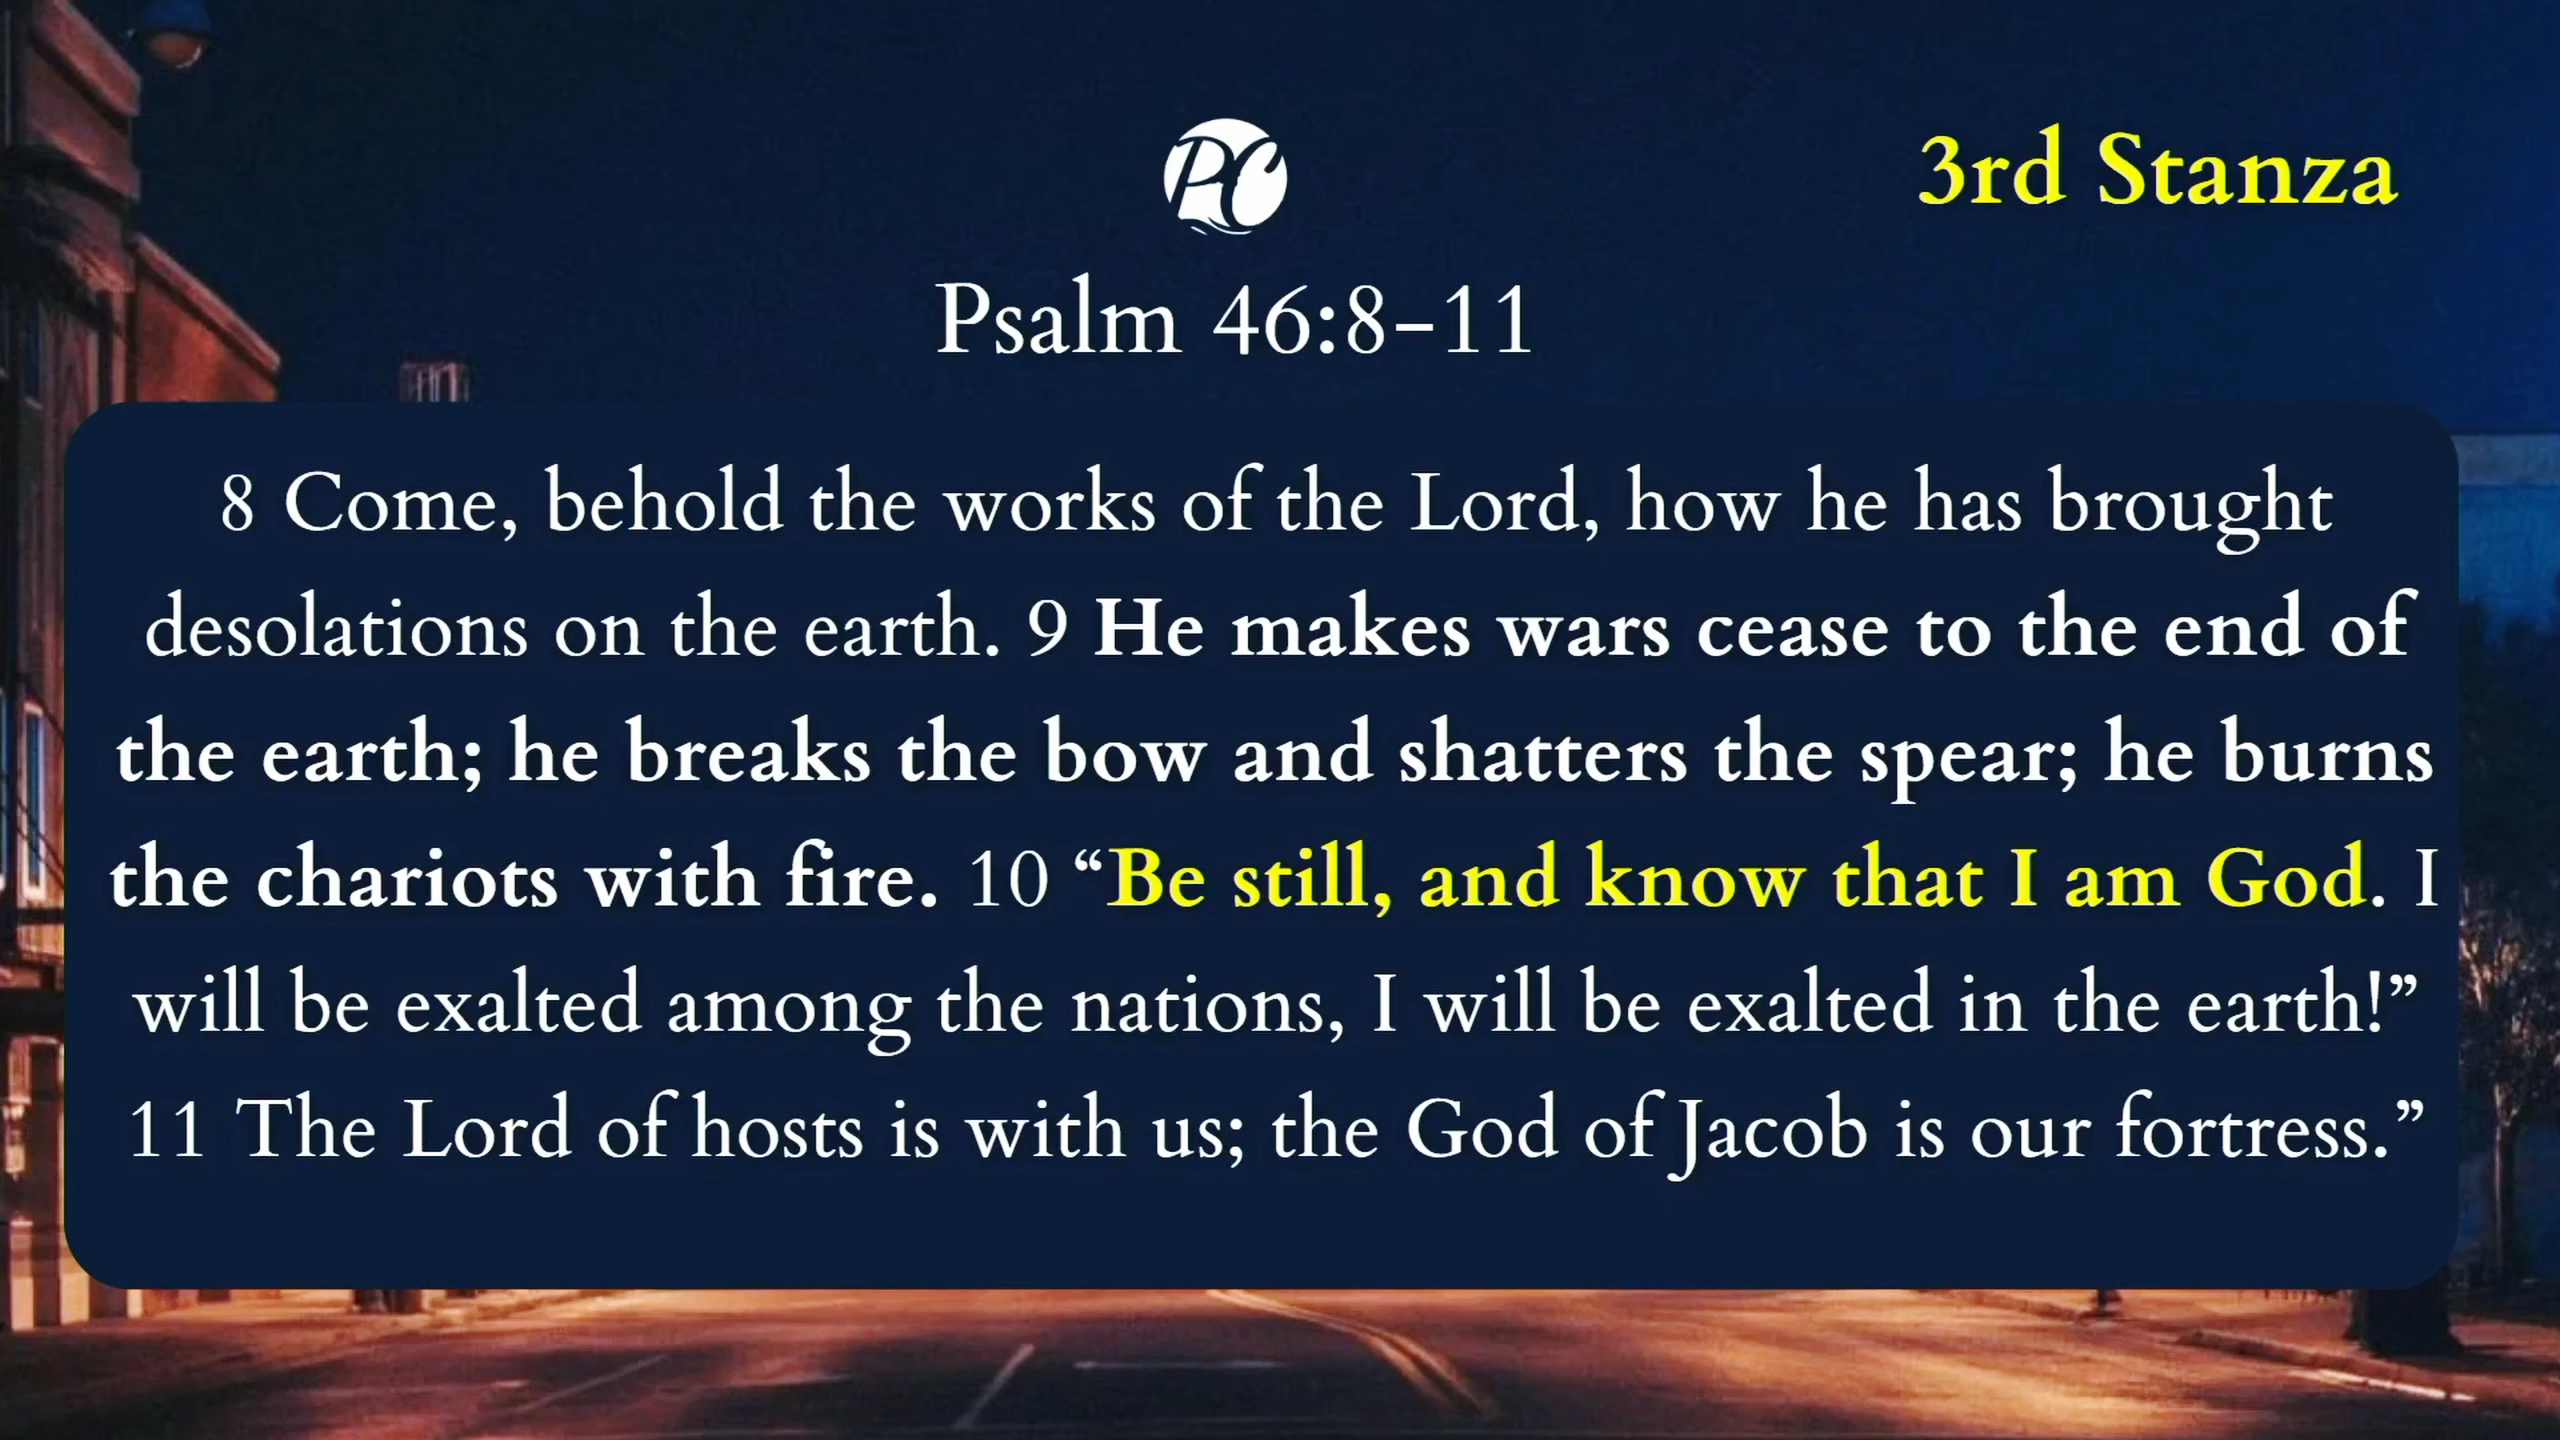 PC
3rd Stanza
Psalm 46:8-11
8 Come, behold the works of the Lord, how he has brought
desolations on the earth. 9 He makes wars cease to the end of
the earth; he breaks the bow and shatters the spear; he burns
the chariots with fire. 10 “Be still, and know that I am God. I
will be exalted among the nations, I will be exalted in the earth!”
11 The Lord of hosts is with us; the God of Jacob is our fortress.”